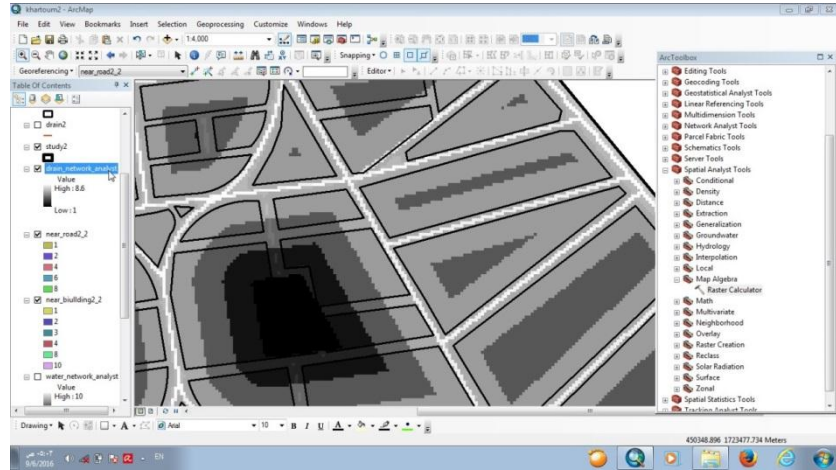 khartoum2 - ArcMap
File Edit View Bookmarks Insert Selection Geoprocessing Customize Windows Help
1:4,000
Snapping
Georeferencing near_road2_2
Editor
Table Of Contents
drain2
study2
drain_network_analyst
Value
High : 8.6
Low : 1
near_road2_2
1
2
4
6
8
near_biullding2_2
1
2
3
4
8
10
water_network_analyst
Value
High : 10
ArcToolbox
Editing Tools
Geocoding Tools
Geostatistical Analyst Tools
Linear Referencing Tools
Multidimension Tools
Network Analyst Tools
Parcel Fabric Tools
Schematics Tools
Server Tools
Spatial Analyst Tools
Conditional
Density
Distance
Extraction
Generalization
Groundwater
Hydrology
Interpolation
Local
Map Algebra
Raster Calculator
Math
Multivariate
Neighborhood
Overlay
Raster Creation
Reclass
Solar Radiation
Surface
Zonal
Spatial Statistics Tools
Tracking Analyst Tools
Drawing
A
Arial
10
B I U A
450348.896 1723477.734 Meters
EN
9/6/2016